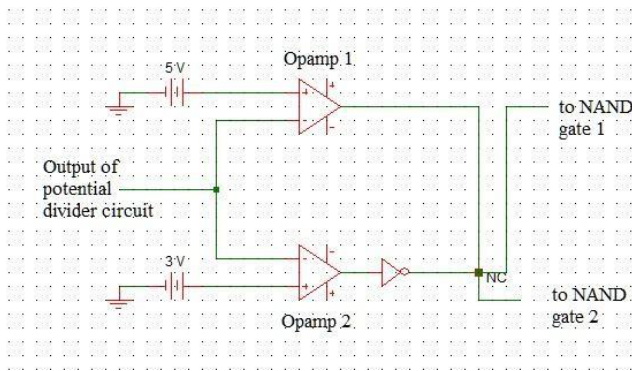 Opamp 1
5 V
+
+
-
-
to NAND
gate 1
Output of
potential
divider circuit
3 V
-
-
+
+
NC
to NAND
gate 2
Opamp 2